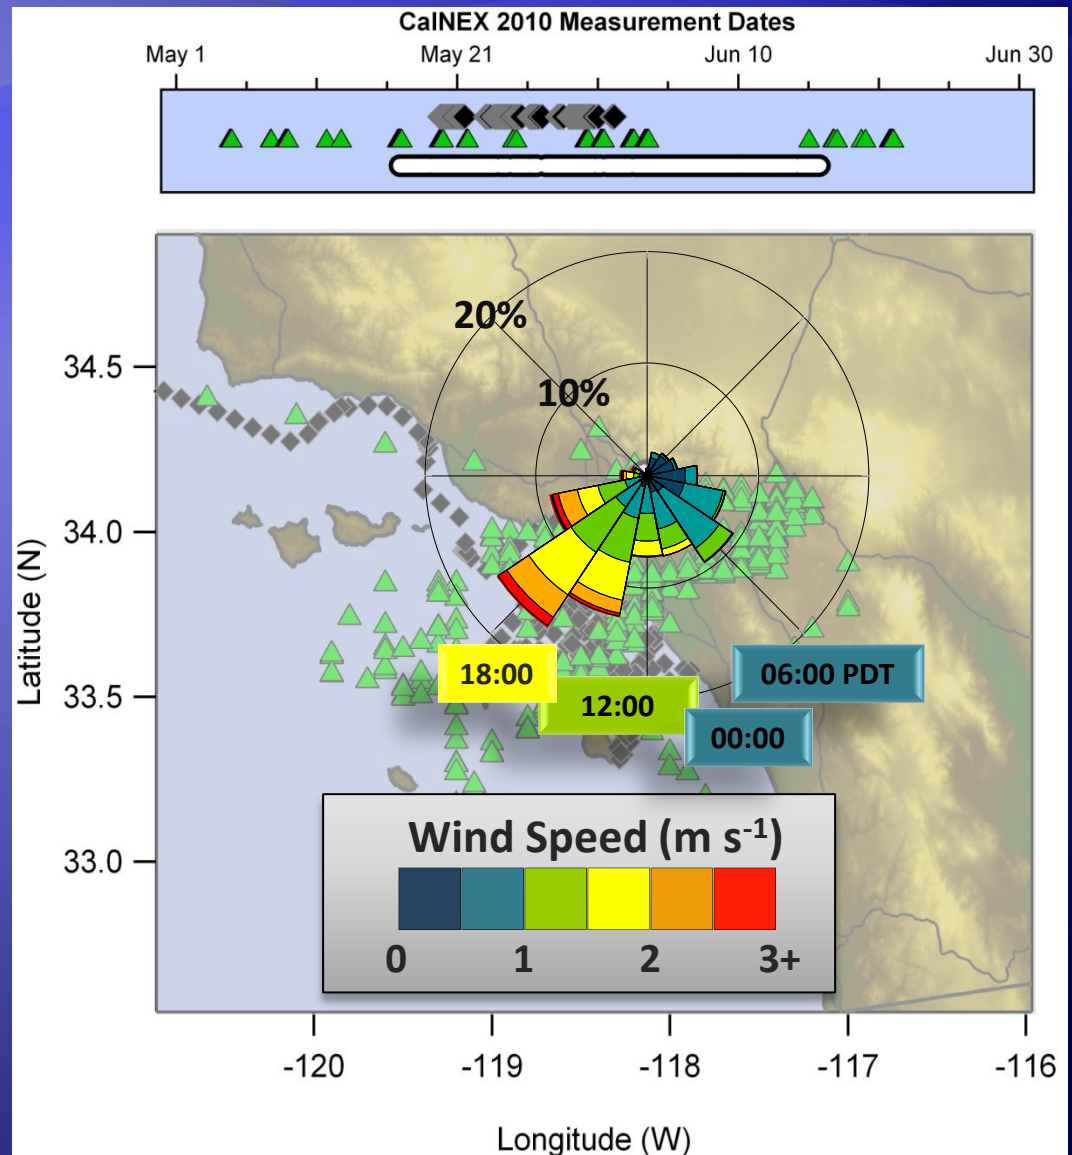 CalNEX 2010 Measurement Dates
May 1 May 21 Jun 10 Jun 30
20%
10%
34.5
34.0
33.5
33.0
Latitude (N)
18:00
12:00
06:00 PDT
00:00
Wind Speed (m s-1)
0 1 2 3+
-120 -119 -118 -117 -116
Longitude (W)